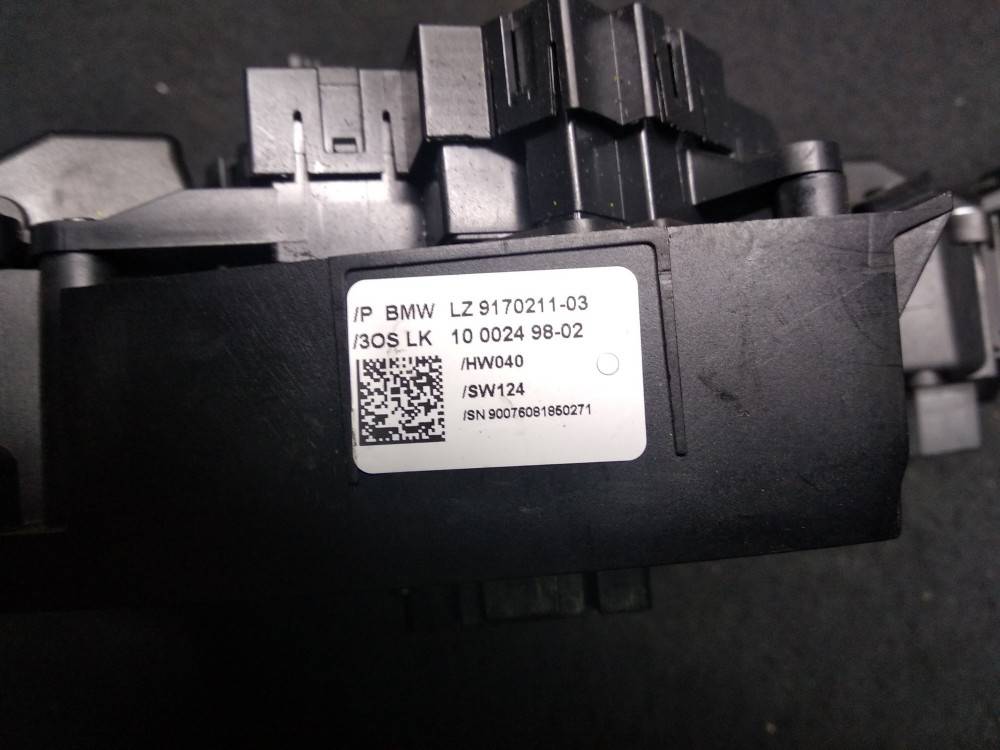 /P BMW LZ 9170211-03
/3OS LK 10 0024 98-02
/HW040
/SW124
/SN 90076081850271